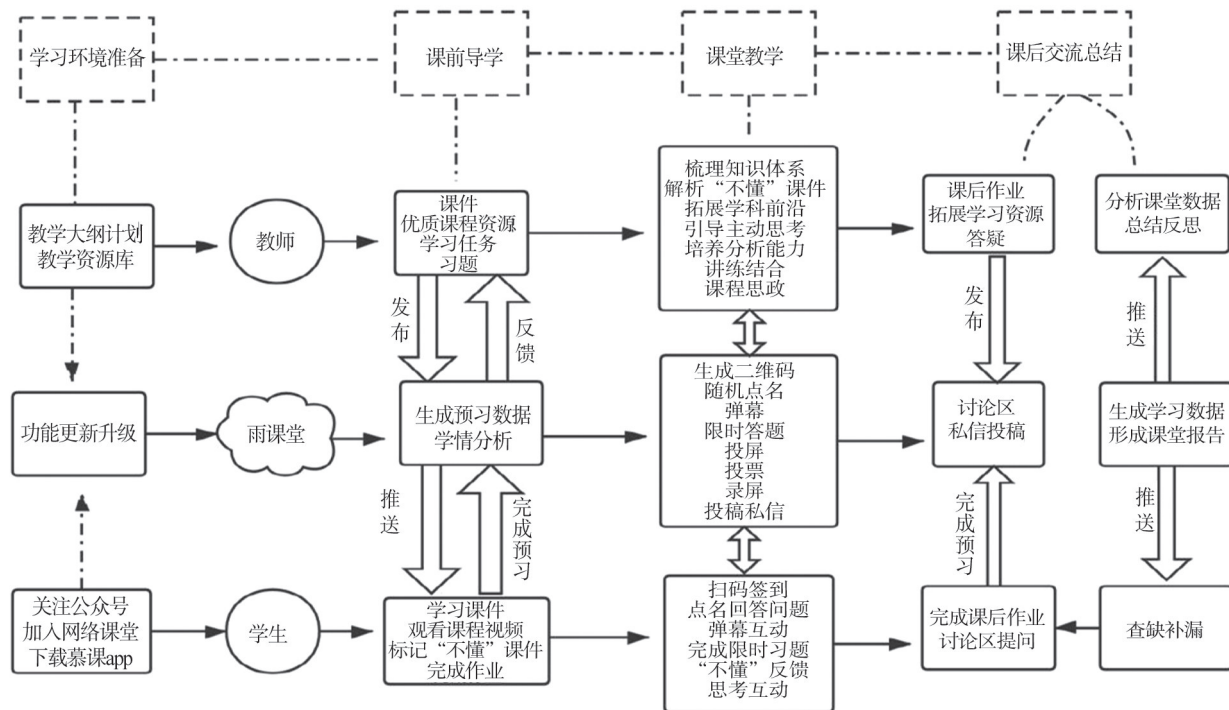 学习环境准备
课前导学
课堂教学
课后交流总结
教学大纲计划
教学资源库
教师
课件
优质课程资源
学习任务
习题
梳理知识体系
解析“不懂”课件
拓展学科前沿
引导主动思考
培养分析能力
讲练结合
课程思政
课后作业
拓展学习资源
答疑
分析课堂数据
总结反思
发布
反馈
发布
推送
功能更新升级
雨课堂
生成预习数据
学情分析
生成二维码
随机点名
弹幕
限时答题
投屏
投票
录屏
投稿私信
讨论区
私信投稿
生成学习数据
形成课堂报告
推送
完成预习
完成预习
推送
关注公众号
加入网络课堂
下载慕课app
学生
学习课件
观看课程视频
标记“不懂”课件
完成作业
扫码签到
点名回答问题
弹幕互动
完成限时习题
“不懂”反馈
思考互动
完成课后作业
讨论区提问
查缺补漏